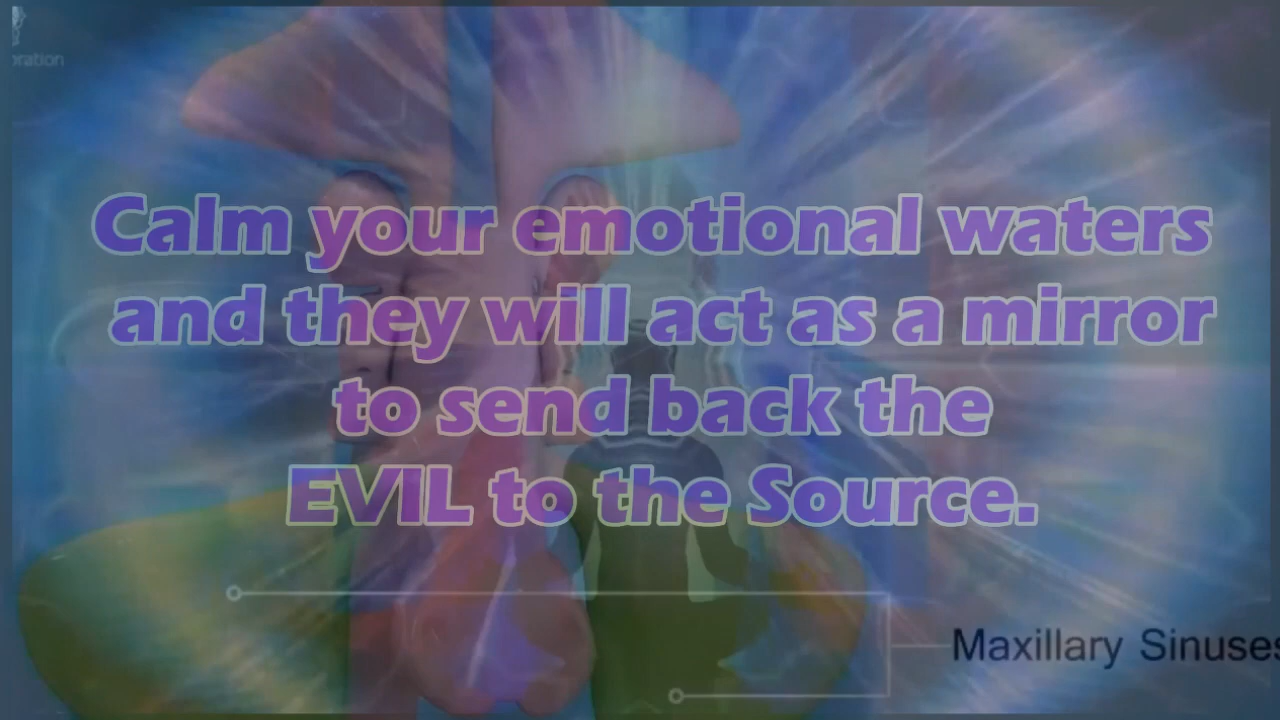 Calm your emotional waters
and they will act as a mirror
to send back the
EVIL to the Source.
Maxillary Sinuses